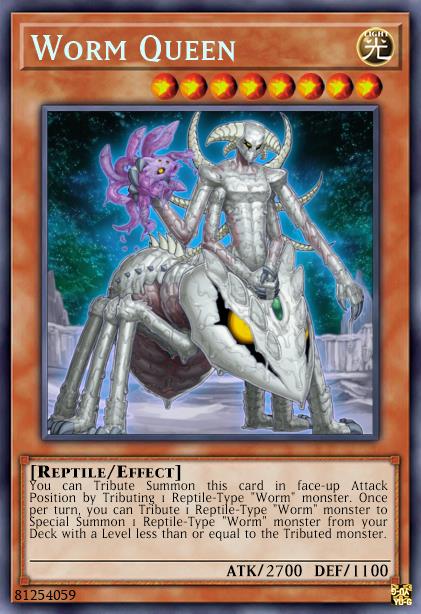 WORM QUEEN
LIGHT
光
[REPTILE/EFFECT]
You can Tribute Summon this card in face-up Attack
Position by Tributing 1 Reptile-Type "Worm" monster. Once
per turn, you can Tribute 1 Reptile-Type "Worm" monster to
Special Summon 1 Reptile-Type "Worm" monster from your
Deck with a Level less than or equal to the Tributed monster.
ATK/2700 DEF/1100
81254059